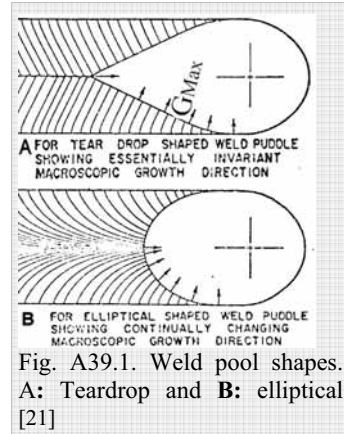 GMax
A FOR TEAR DROP SHAPED WELD PUDDLE
SHOWING ESSENTIALLY INVARIANT
MACROSCOPIC GROWTH DIRECTION
B FOR ELLIPTICAL SHAPED WELD PUDDLE
SHOWING CONTINUALLY CHANGING
MACROSCOPIC GROWTH DIRECTION
Fig. A39.1. Weld pool shapes.
A: Teardrop and B: elliptical
[21]